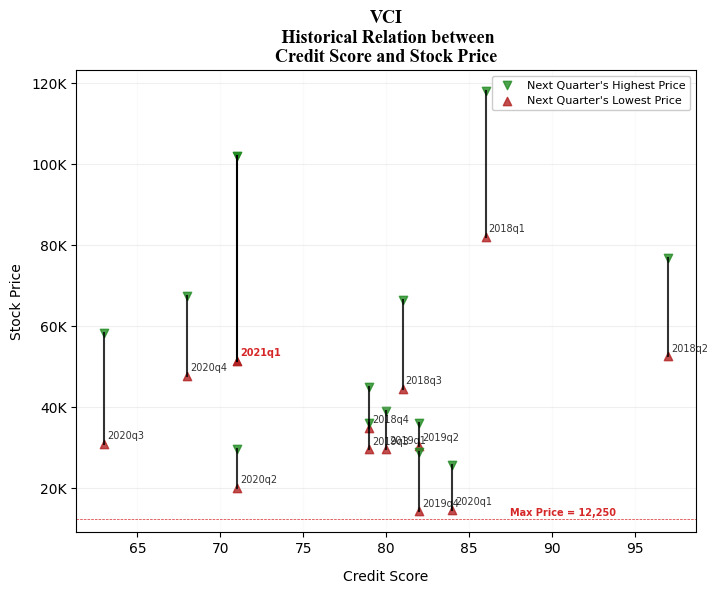 VCI
Historical Relation between
Credit Score and Stock Price
Next Quarter's Highest Price
Next Quarter's Lowest Price
120K
100K
80K
60K
40K
20K
Stock Price
2018q1
2018q2
2021q1
2020q4
2018q3
2018q4
2020q3
2019q1
2019q2
2020q2
2019q4
2020q1
Max Price = 12,250
65
70
75
80
85
90
95
Credit Score